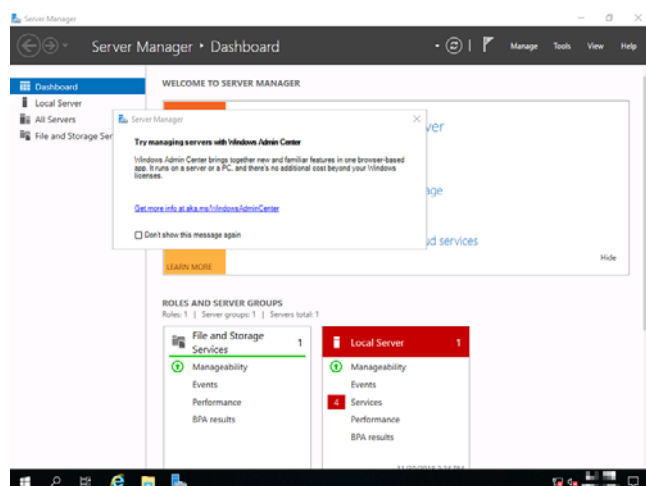 Server Manager
Server Manager • Dashboard
Manage Tools View Help
Dashboard
Local Server
All Servers
File and Storage Ser
WELCOME TO SERVER MANAGER
ver
Server Manager
Try managing servers with Windows Admin Center
Windows Admin Center brings together new and familiar features in one browser-based
app. It runs on a server or a PC, and there's no additional cost beyond your Windows
licenses.
Get more info at aka.ms/WindowsAdminCenter
Don't show this message again
age
ud services
LEARN MORE
Hide
ROLES AND SERVER GROUPS
Roles: 1 | Server groups: 1 | Servers total: 1
File and Storage
Services
1
Manageability
Events
Performance
BPA results
Local Server 1
Manageability
Events
4 Services
Performance
BPA results